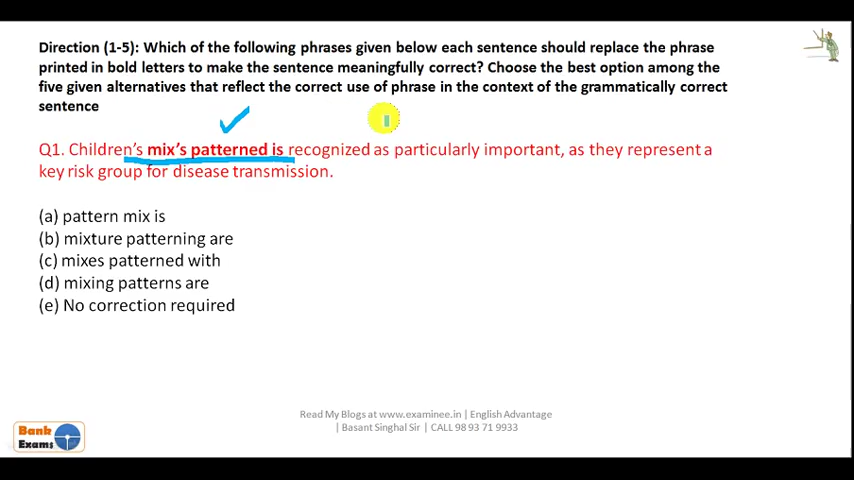 Direction (1-5): Which of the following phrases given below each sentence should replace the phrase
printed in bold letters to make the sentence meaningfully correct? Choose the best option among the
five given alternatives that reflect the correct use of phrase in the context of the grammatically correct
sentence
Q1. Children’s mix’s patterned is recognized as particularly important, as they represent a
key risk group for disease transmission.
(a) pattern mix is
(b) mixture patterning are
(c) mixes patterned with
(d) mixing patterns are
(e) No correction required
Read My Blogs at www.examinee.in | English Advantage
| Basant Singhal Sir | CALL 98 93 71 9933
Bank
Exams